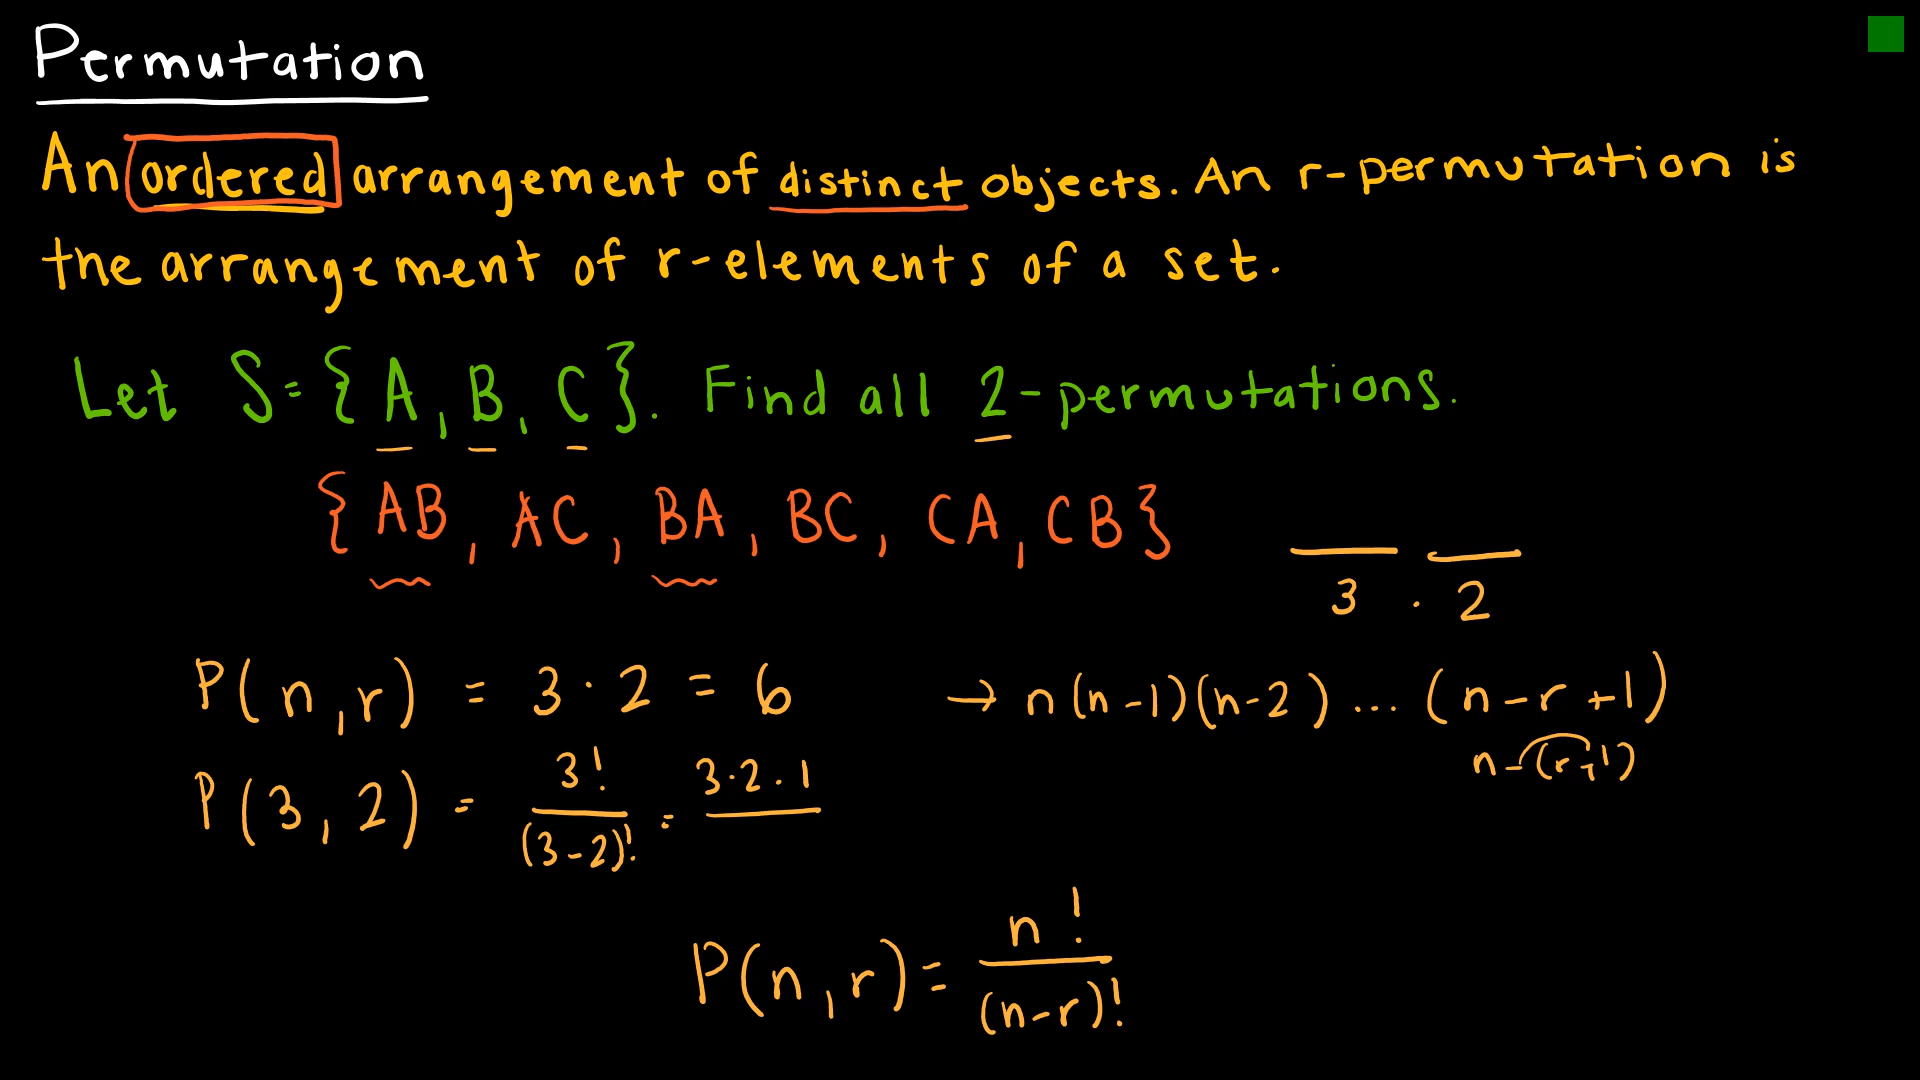 Permutation
An ordered arrangement of distinct objects. An r-permutation is
the arrangement of r-elements of a set.
Let S = { A, B, C }. Find all 2-permutations.
{ AB, AC, BA, BC, CA, CB }
3 · 2
P(n,r) = 3 · 2 = 6 → n(n-1)(n-2) ... (n-r+1)
n-(r-1)
P(3,2) = 3!/(3-2)! = 3·2·1
P(n,r) = n!/(n-r)!